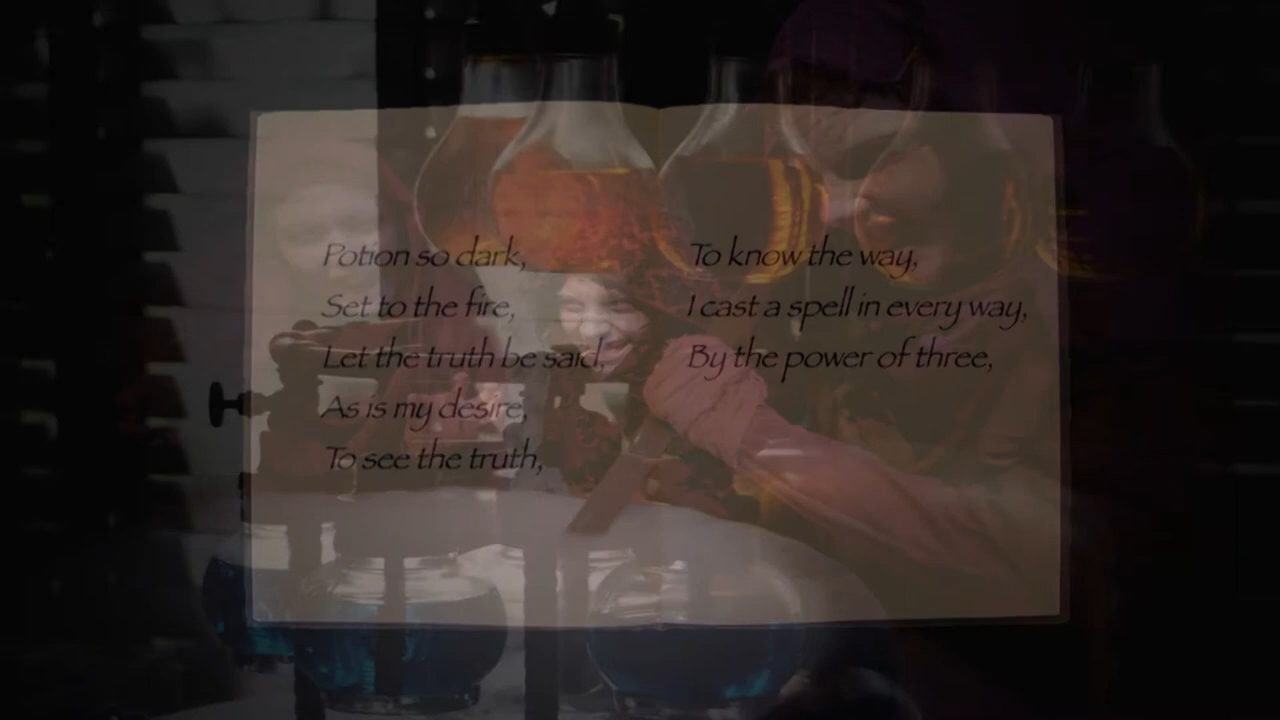 Potion so dark,
Set to the fire,
Let the truth be said,
As is my desire,
To see the truth,
To know the way,
I cast a spell in every way,
By the power of three,